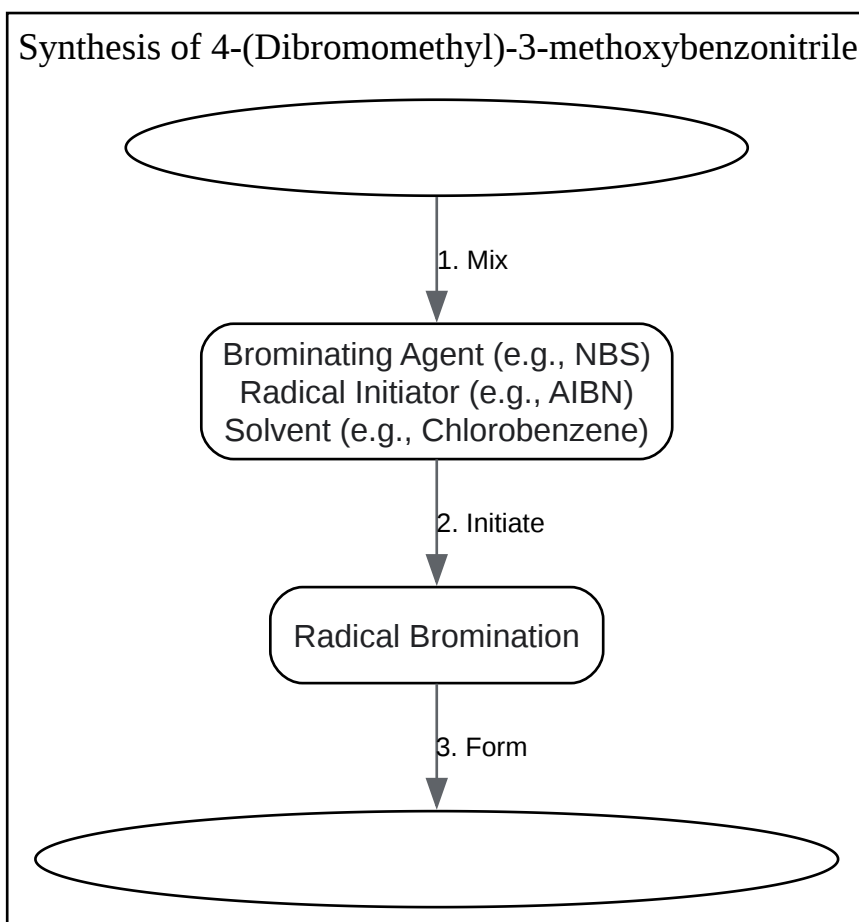 Synthesis of 4-(Dibromomethyl)-3-methoxybenzonitrile
1. Mix
Brominating Agent (e.g., NBS)
Radical Initiator (e.g., AIBN)
Solvent (e.g., Chlorobenzene)
2. Initiate
Radical Bromination
3. Form